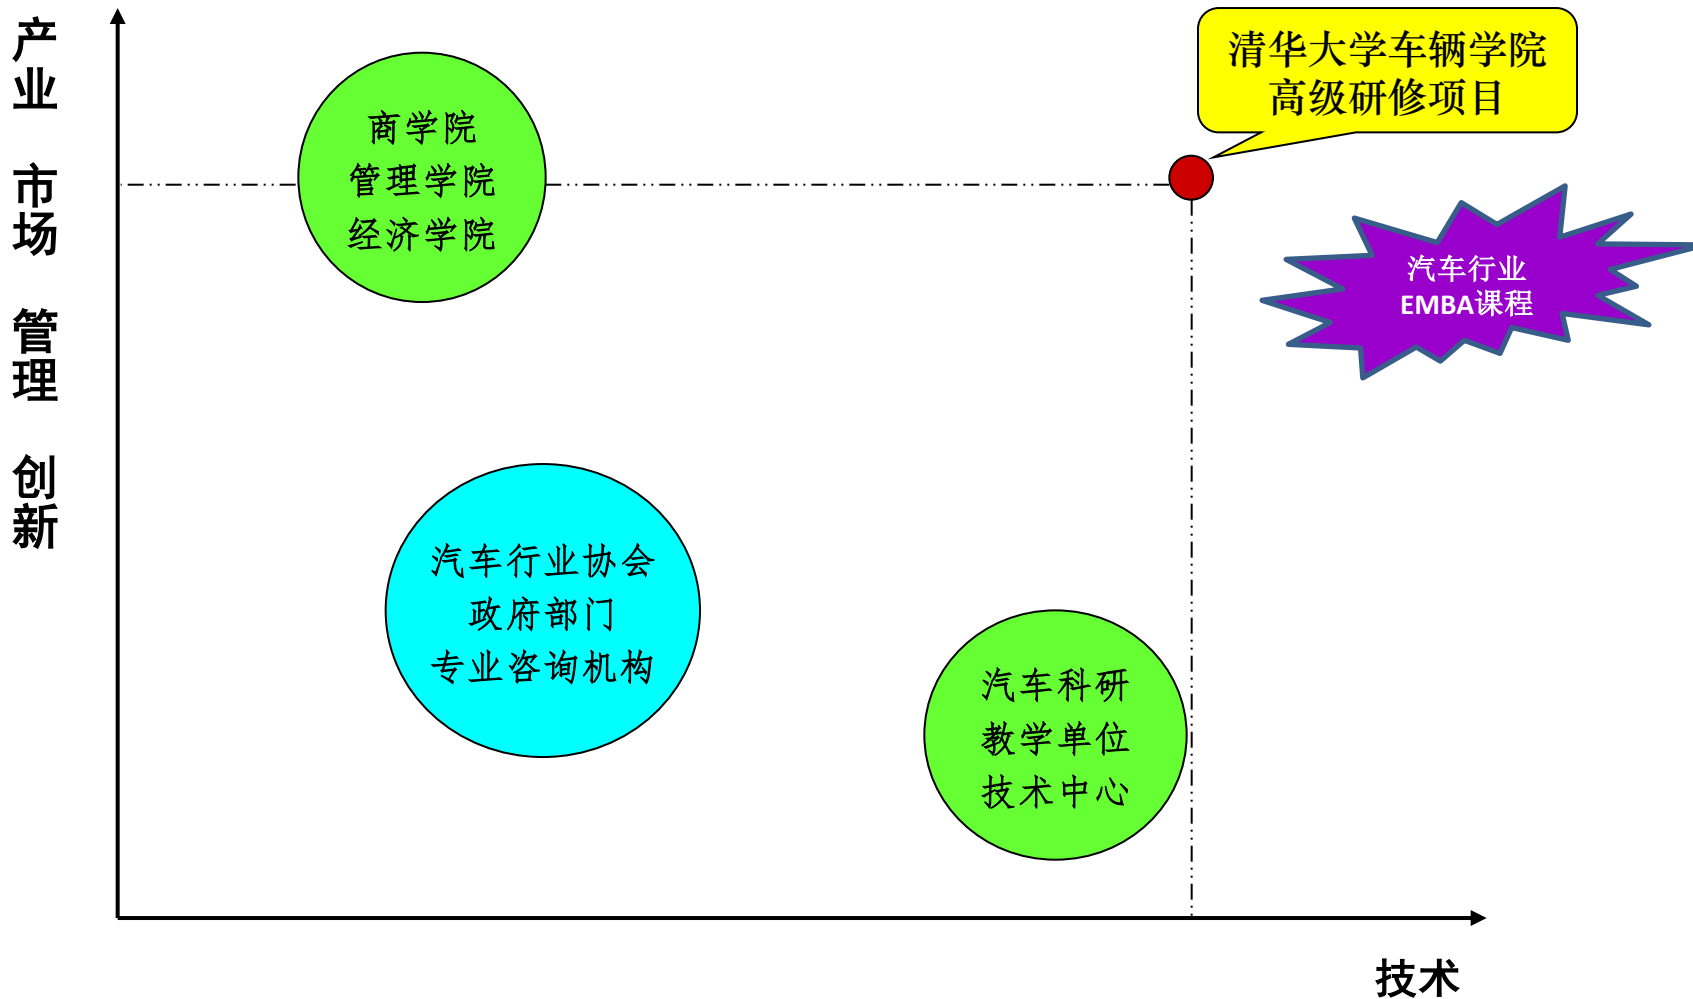 产业 市场 管理 创新
清华大学车辆学院
高级研修项目
商学院
管理学院
经济学院
汽车行业
EMBA课程
汽车行业协会
政府部门
专业咨询机构
汽车科研
教学单位
技术中心
技术